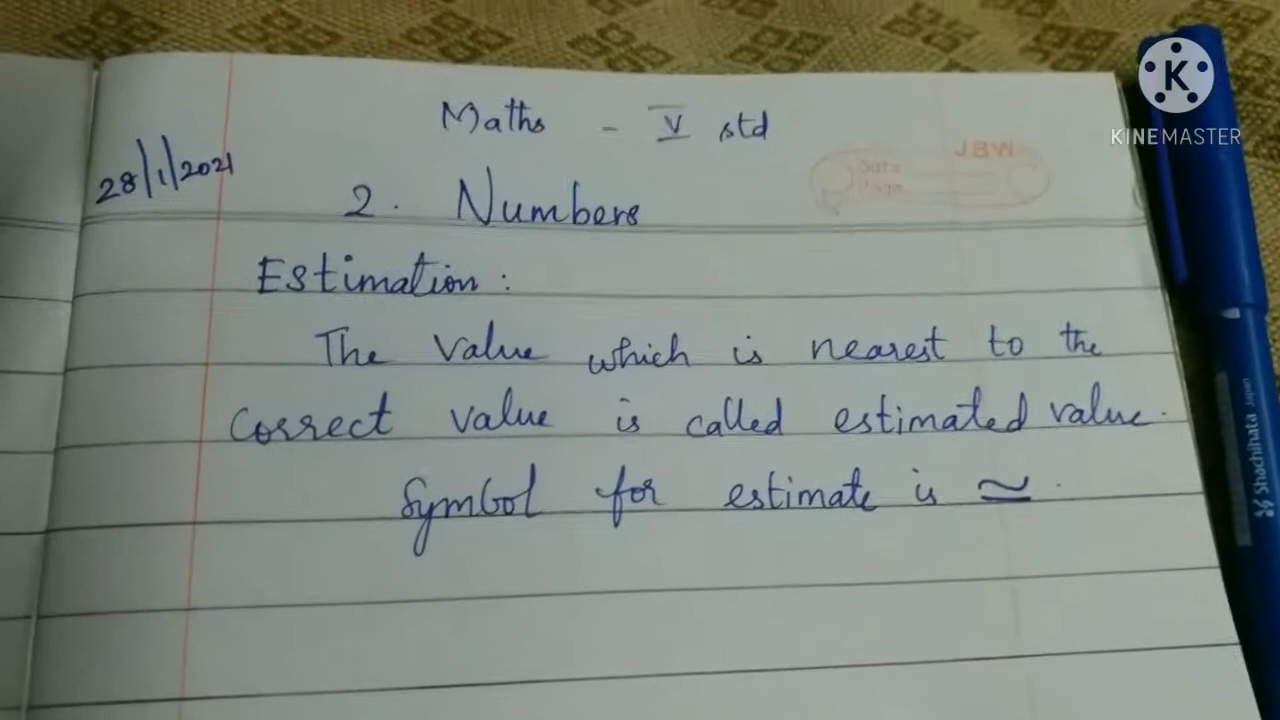 Maths - V std
28/1/2021
2. Numbers
Estimation:
The value which is nearest to the
correct value is called estimated value.
Symbol for estimate is ≃.
KINEMASTER
Shachihata Japan